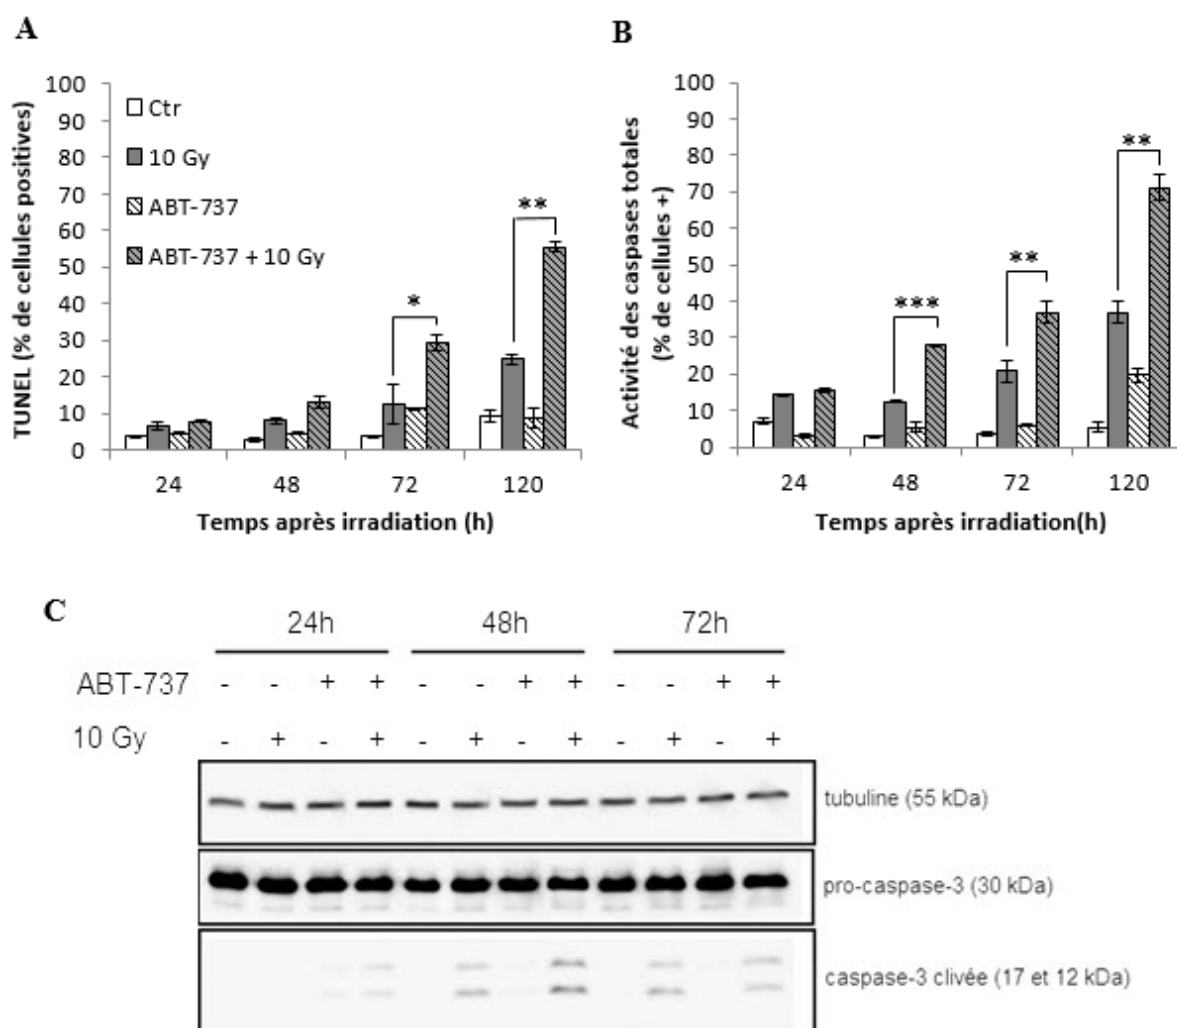 A
TUNEL (% de cellules positives)
100
90
80
70
60
50
40
30
20
10
0
Ctr
10 Gy
ABT-737
ABT-737 + 10 Gy
*
**
24 48 72 120
Temps après irradiation (h)
B
Activité des caspases totales
(% de cellules +)
100
90
80
70
60
50
40
30
20
10
0
***
**
**
24 48 72 120
Temps après irradiation(h)
C
24h 48h 72h
ABT-737 - - + + - - + + - - + +
10 Gy - + - + - + - + - + - +
tubuline (55 kDa)
pro-caspase-3 (30 kDa)
caspase-3 clivée (17 et 12 kDa)